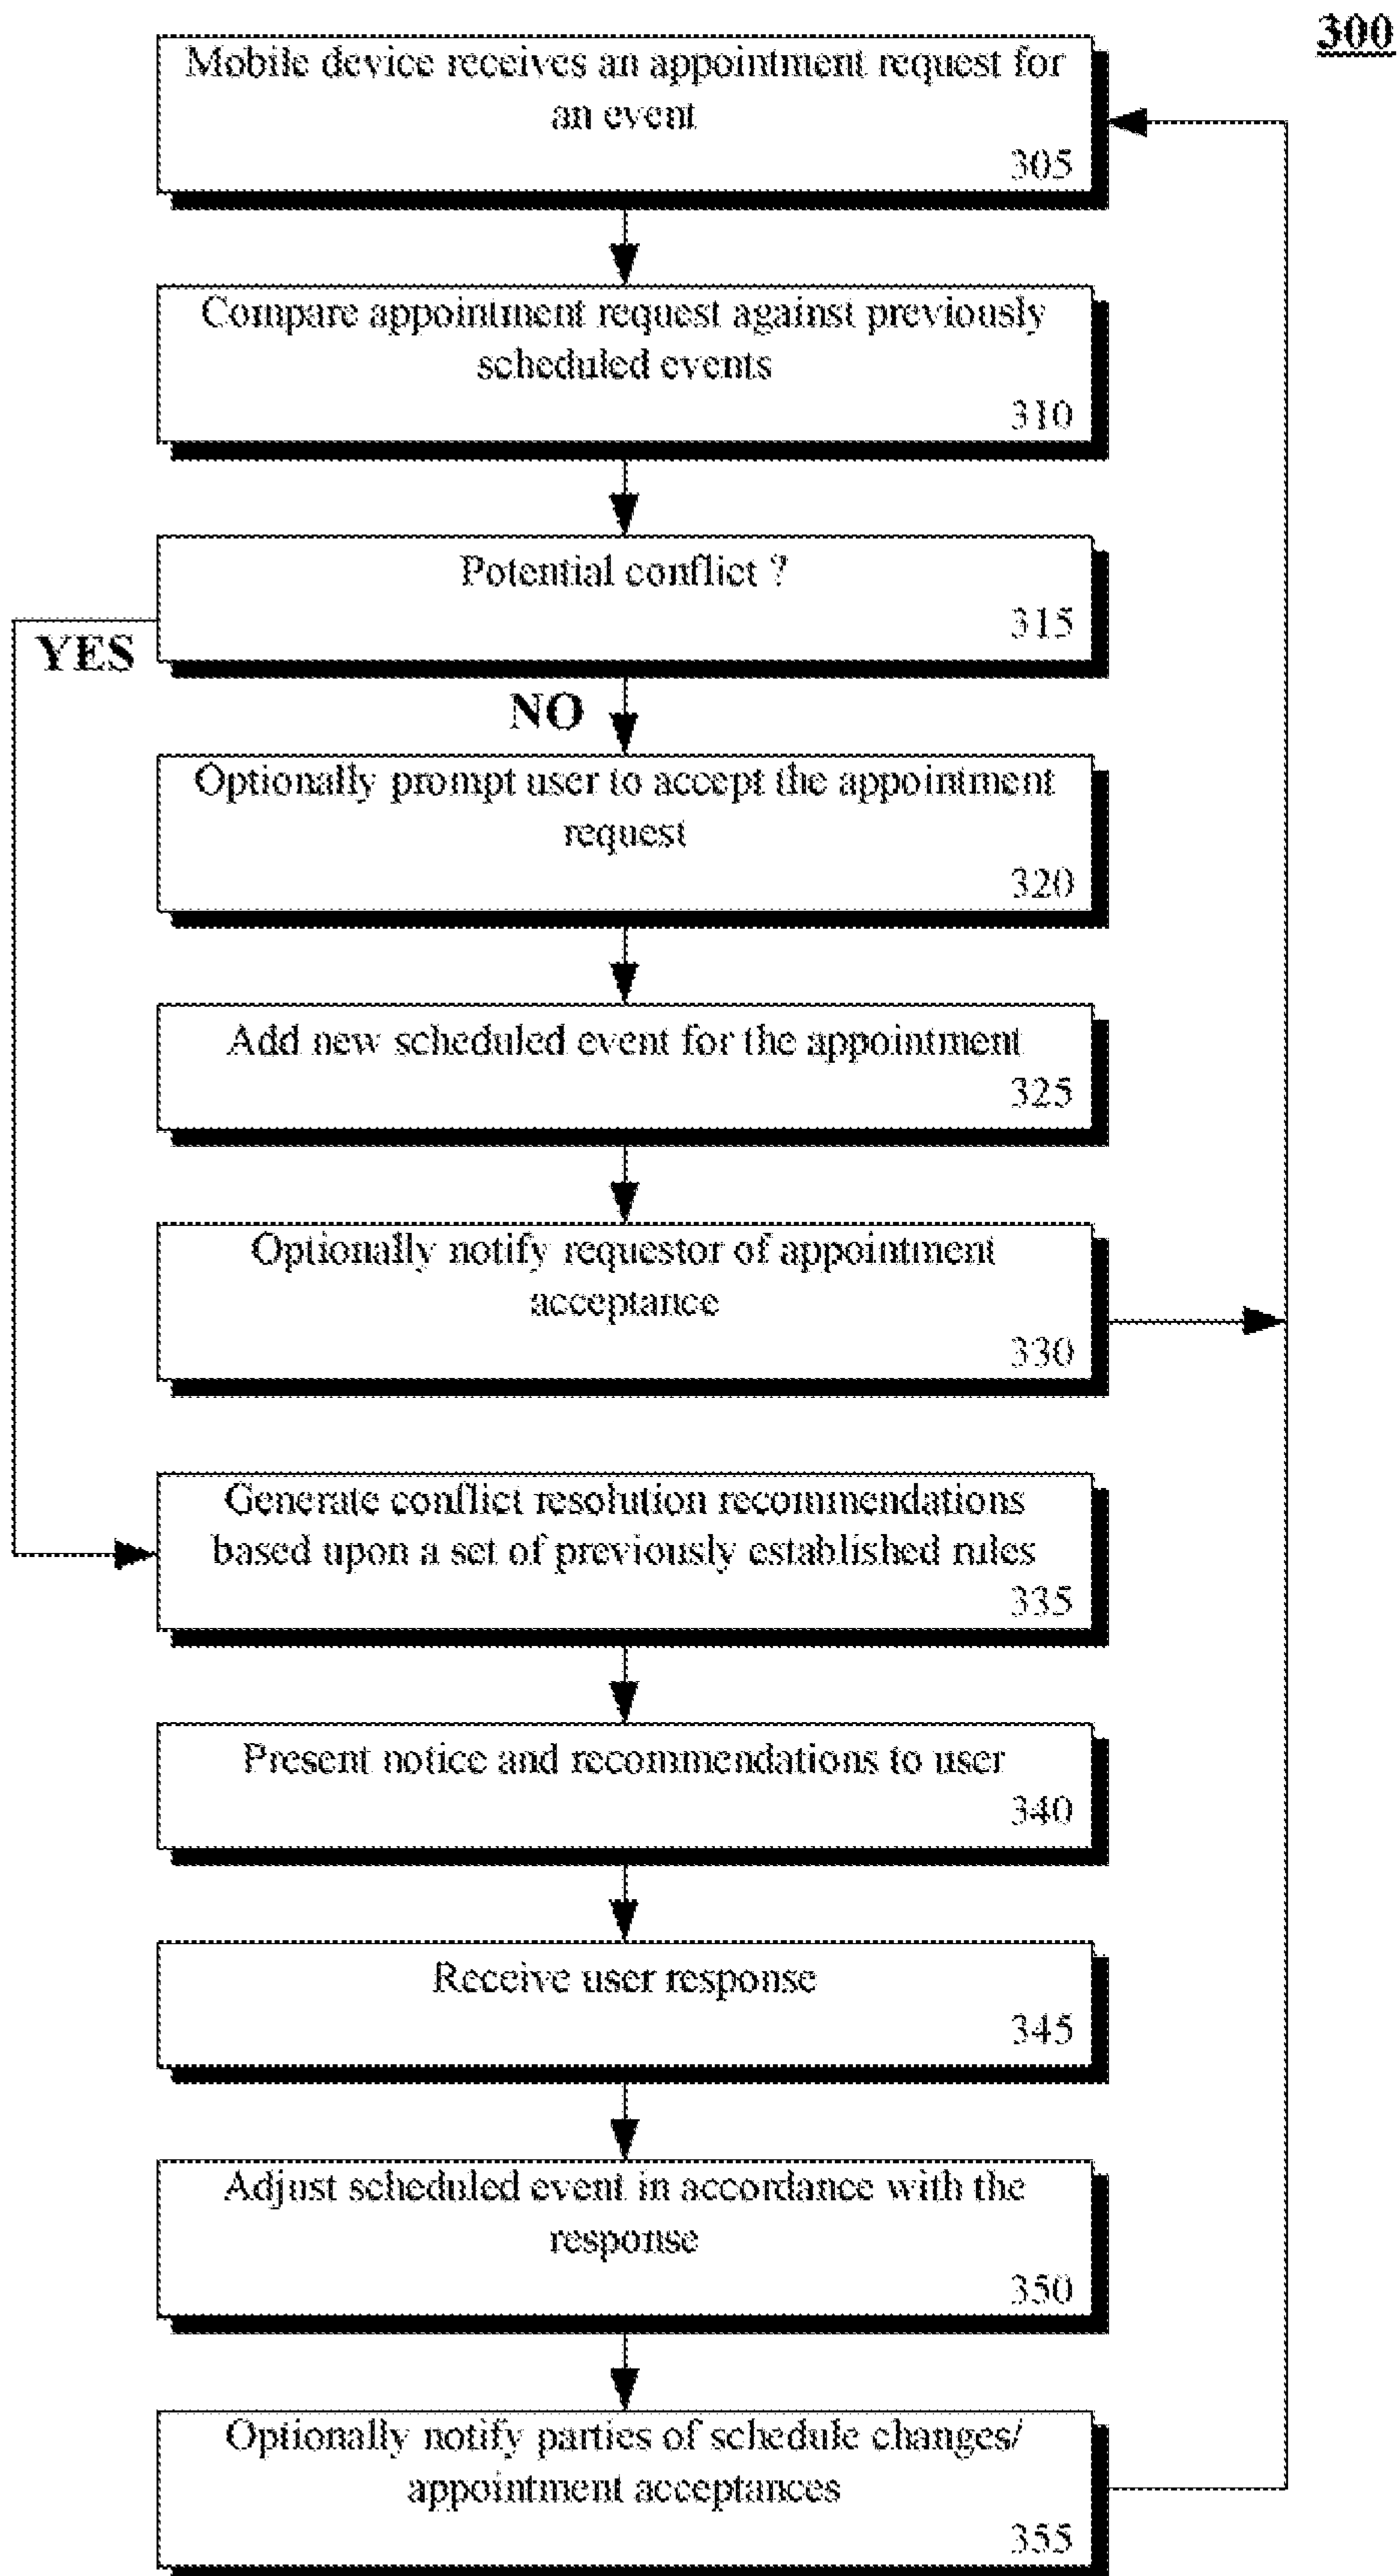 300
Mobile device receives an appointment request for
an event
305
Compare appointment request against previously
scheduled events
310
Potential conflict ?
315
YES
NO
Optionally prompt user to accept the appointment
request
320
Add new scheduled event for the appointment
325
Optionally notify requestor of appointment
acceptance
330
Generate conflict resolution recommendations
based upon a set of previously established rules
335
Present notice and recommendations to user
340
Receive user response
345
Adjust scheduled event in accordance with the
response
350
Optionally notify parties of schedule changes/
appointment acceptances
355